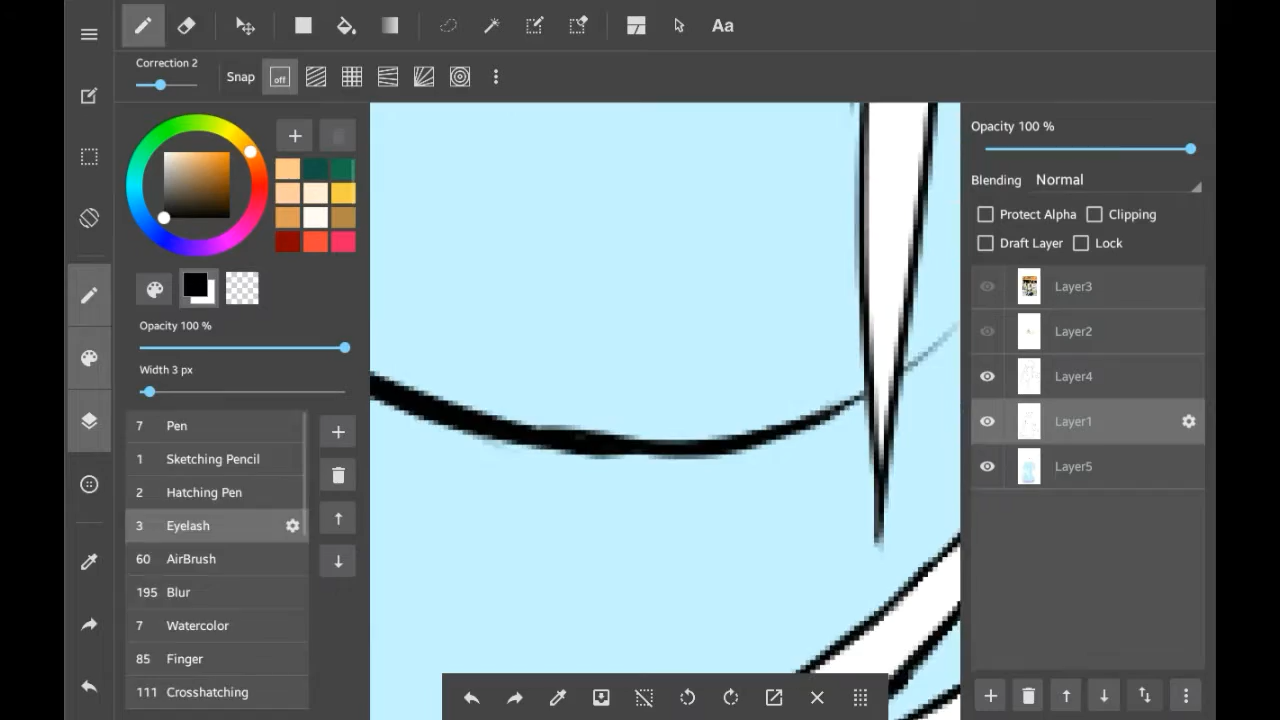 Aa
Correction 2
Snap
off
Opacity 100 %
Width 3 px
7 Pen
1 Sketching Pencil
2 Hatching Pen
3 Eyelash
60 AirBrush
195 Blur
7 Watercolor
85 Finger
111 Crosshatching
Opacity 100 %
Blending Normal
Protect Alpha Clipping
Draft Layer Lock
Layer3
Layer2
Layer4
Layer1
Layer5